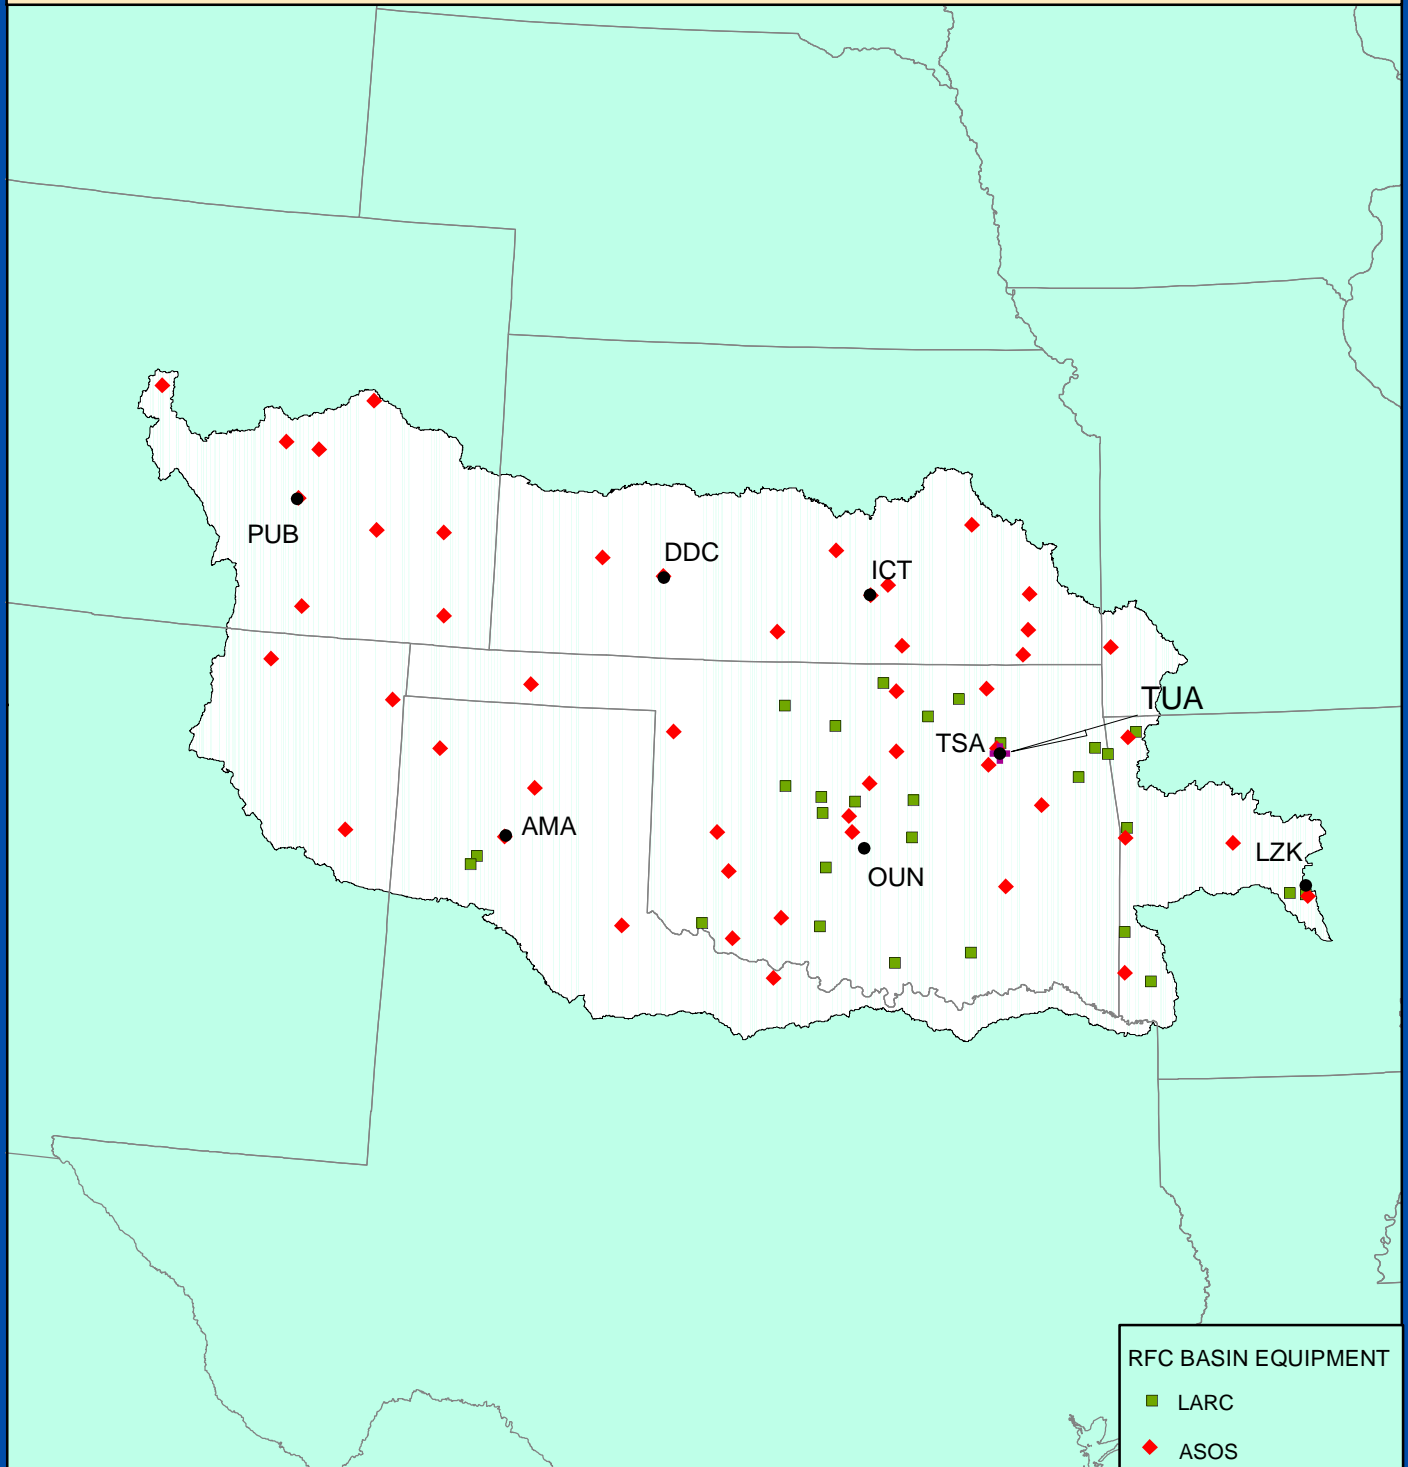 PUB
DDC
ICT
TUA
TSA
AMA
LZK
OUN
RFC BASIN EQUIPMENT
LARC
ASOS